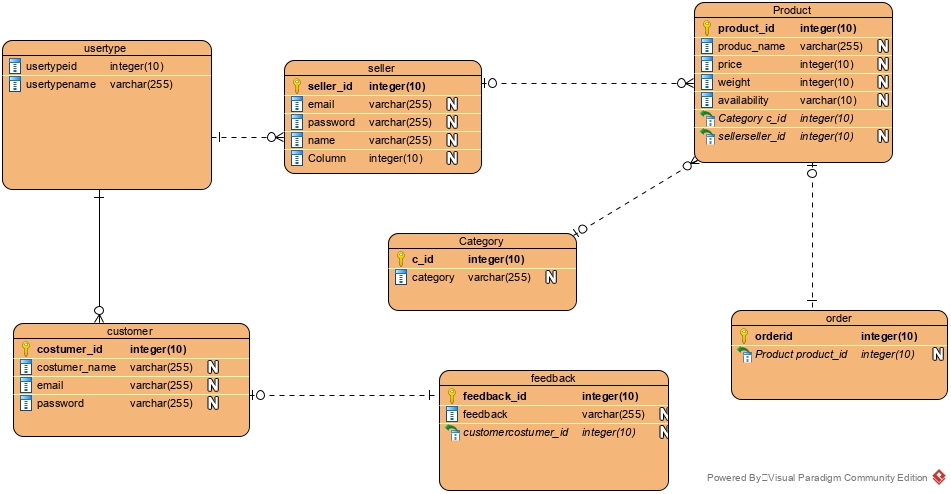 usertype
usertypeid integer(10)
usertypename varchar(255)
seller
seller_id integer(10)
email varchar(255) N
password varchar(255) N
name varchar(255) N
Column integer(10) N
Product
product_id integer(10)
produc_name varchar(255) N
price integer(10) N
weight integer(10) N
availability varchar(10) N
Category c_id integer(10)
sellerseller_id integer(10) N
Category
c_id integer(10)
category varchar(255) N
order
orderid integer(10)
Product product_id integer(10) N
customer
costumer_id integer(10)
costumer_name varchar(255) N
email varchar(255) N
password varchar(255) N
feedback
feedback_id integer(10)
feedback varchar(255) N
customercostumer_id integer(10) N
Powered By Visual Paradigm Community Edition